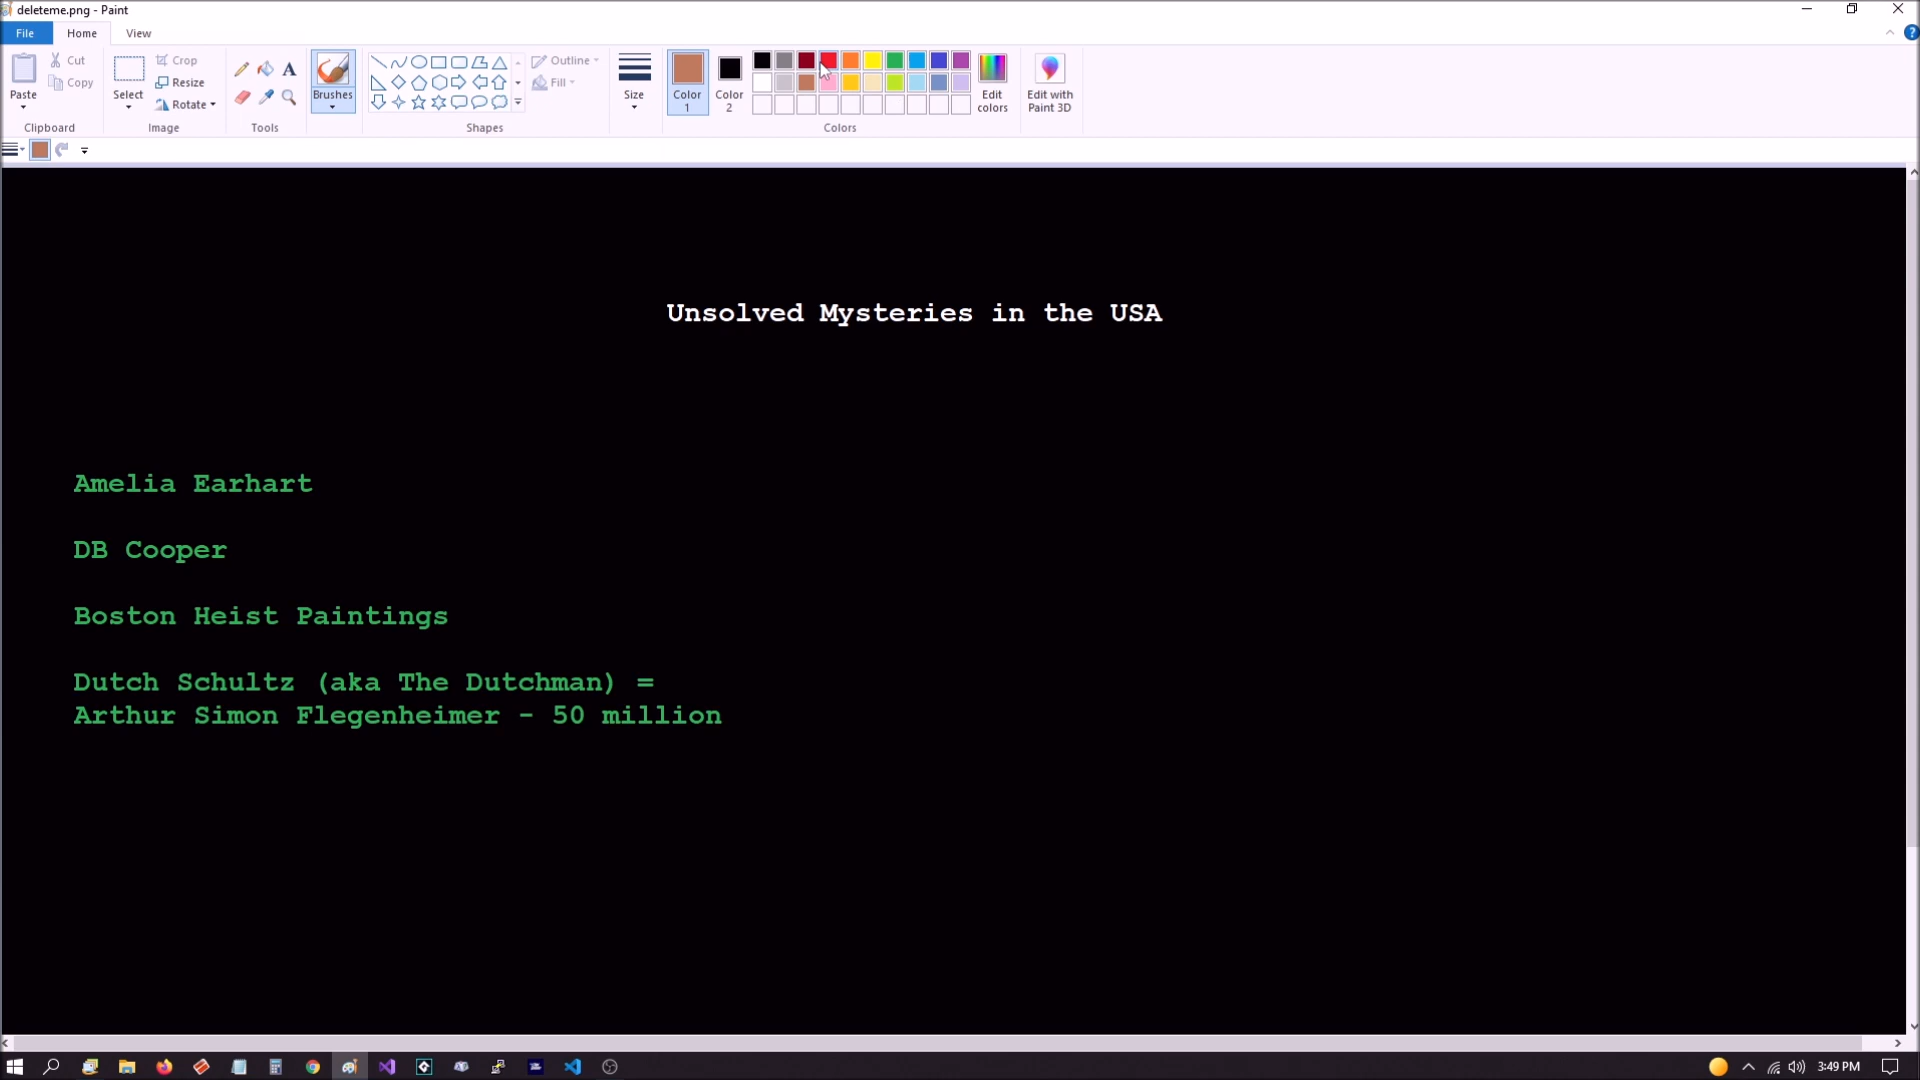 deleteme.png - Paint
File Home View
Paste Cut Copy Clipboard
Select Crop Resize Rotate Image
Tools
Brushes
Outline Fill Shapes
Size
Color 1 Color 2 Edit colors Colors
Edit with Paint 3D
Unsolved Mysteries in the USA
Amelia Earhart
DB Cooper
Boston Heist Paintings
Dutch Schultz (aka The Dutchman) =
Arthur Simon Flegenheimer - 50 million
3:49 PM